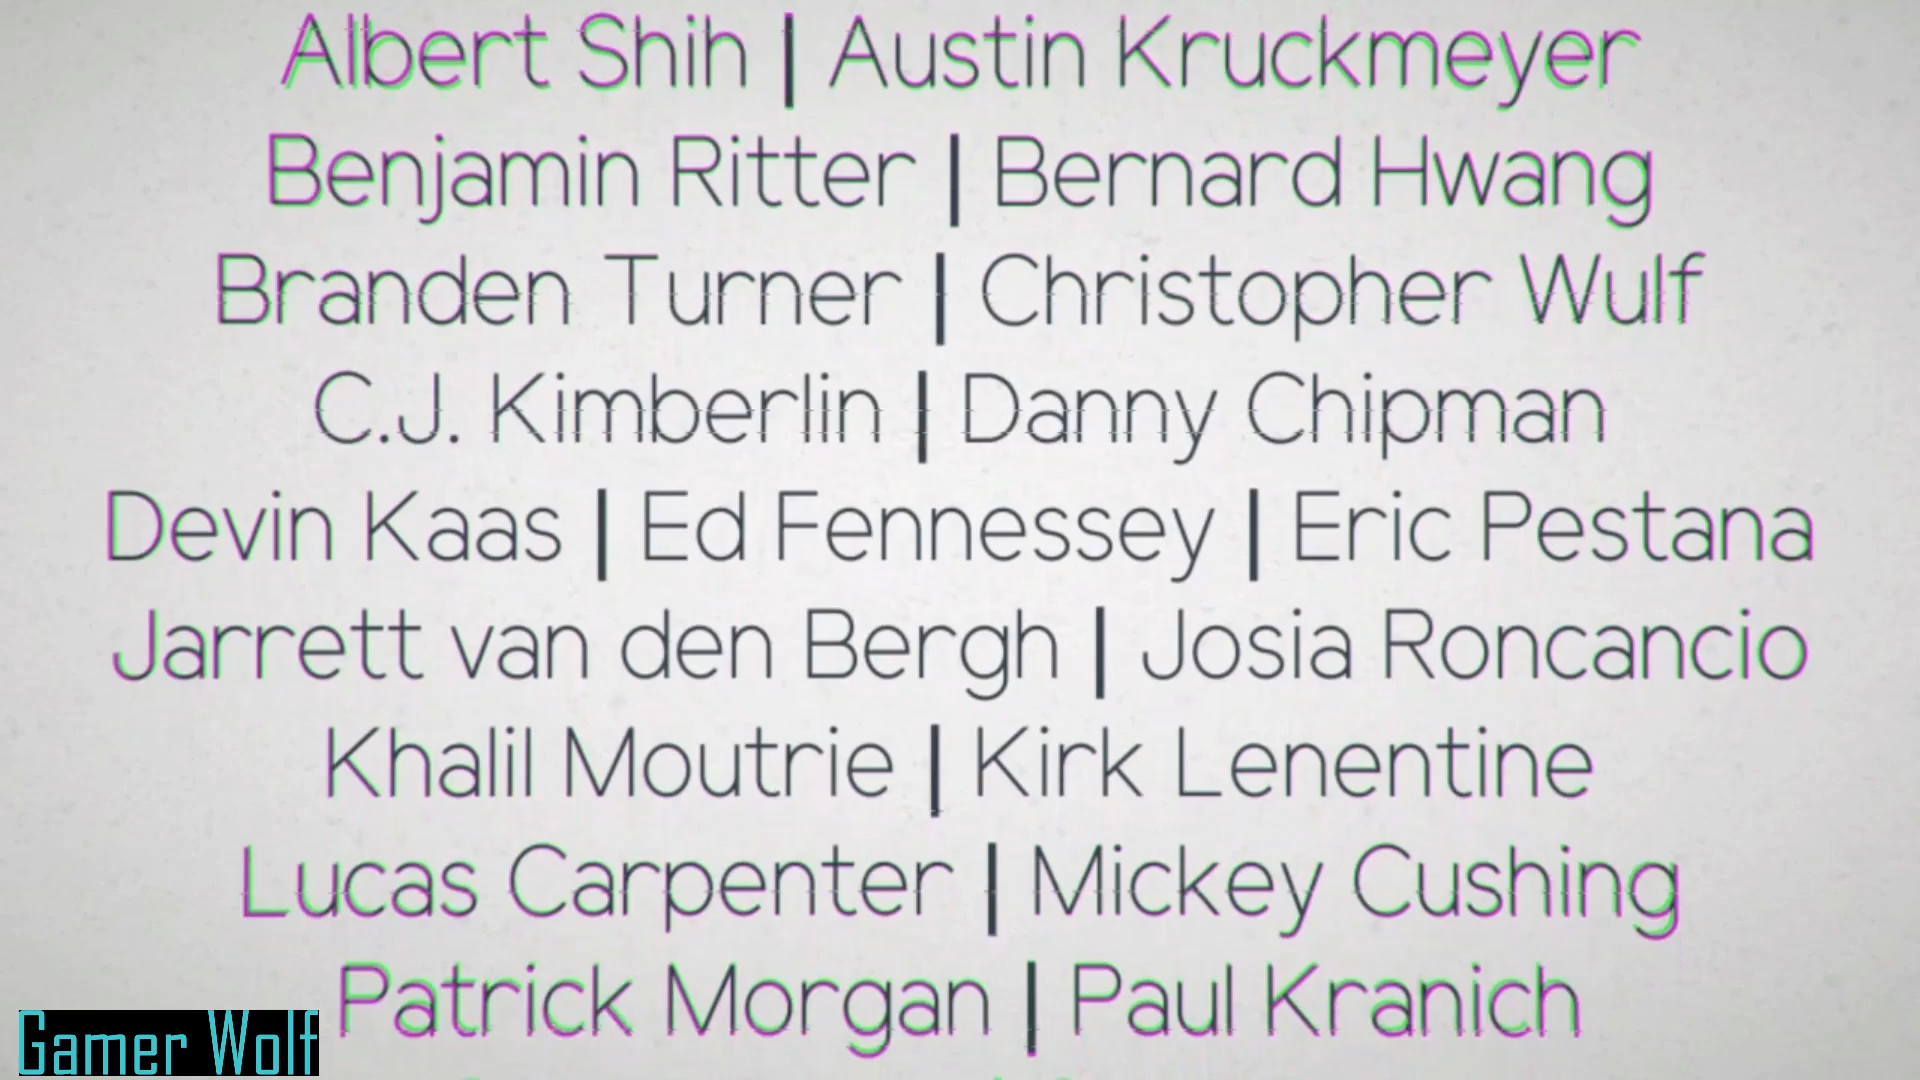 Albert Shih | Austin Kruckmeyer
Benjamin Ritter | Bernard Hwang
Branden Turner | Christopher Wulf
C.J. Kimberlin | Danny Chipman
Devin Kaas | Ed Fennessey | Eric Pestana
Jarrett van den Bergh | Josia Roncancio
Khalil Moutrie | Kirk Lenentine
Lucas Carpenter | Mickey Cushing
Patrick Morgan | Paul Kranich
Gamer Wolf